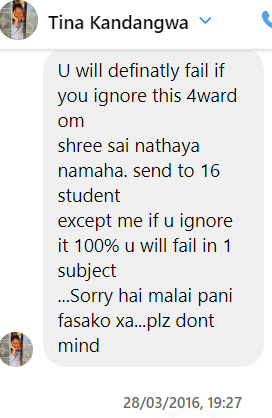 Tina Kandangwa
U will definatly fail if
you ignore this 4ward
om
shree sai nathaya
namaha. send to 16
student
except me if u ignore
it 100% u will fail in 1
subject
...Sorry hai malai pani
fasako xa...plz dont
mind
28/03/2016, 19:27